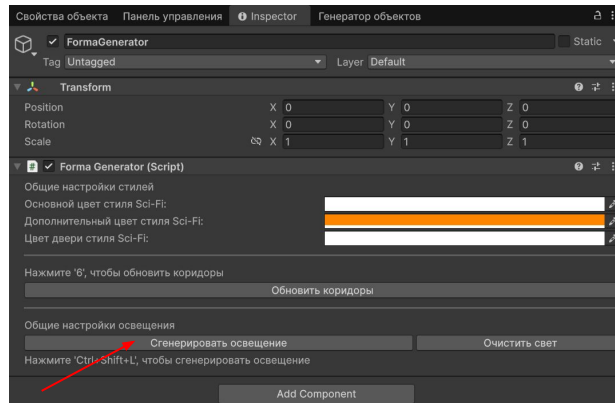 Свойства объекта Панель управления Inspector Генератор объектов
FormaGenerator Static
Tag Untagged Layer Default
Transform
Position X 0 Y 0 Z 0
Rotation X 0 Y 0 Z 0
Scale X 1 Y 1 Z 1
# Forma Generator (Script)
Общие настройки стилей
Основной цвет стиля Sci-Fi:
Дополнительный цвет стиля Sci-Fi:
Цвет двери стиля Sci-Fi:
Нажмите '6', чтобы обновить коридоры
Обновить коридоры
Общие настройки освещения
Сгенерировать освещение Очистить свет
Нажмите 'Ctrl+Shift+L', чтобы сгенерировать освещение
Add Component